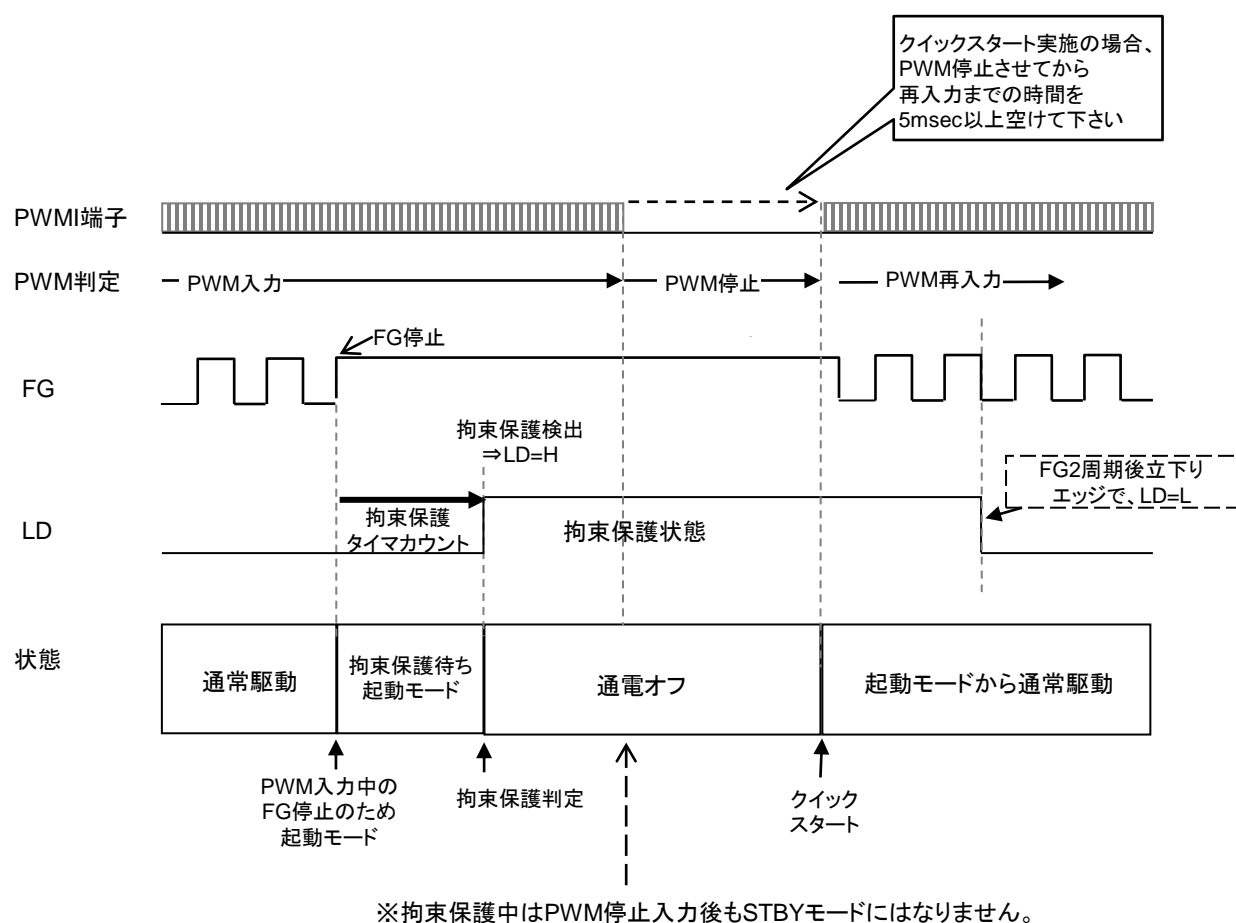 クイックスタート実施の場合、
PWM停止させてから
再入力までの時間を
5msec以上空けて下さい
PWMI端子
PWM判定
PWM入力
PWM停止
PWM再入力
FG停止
FG
拘束保護検出
⇒LD=H
FG2周期後立下り
エッジで、LD=L
LD
拘束保護
タイマカウント
拘束保護状態
状態
通常駆動
拘束保護待ち
起動モード
通電オフ
起動モードから通常駆動
PWM入力中の
FG停止のため
起動モード
拘束保護判定
クイック
スタート
※拘束保護中はPWM停止入力後もSTBYモードにはなりません。